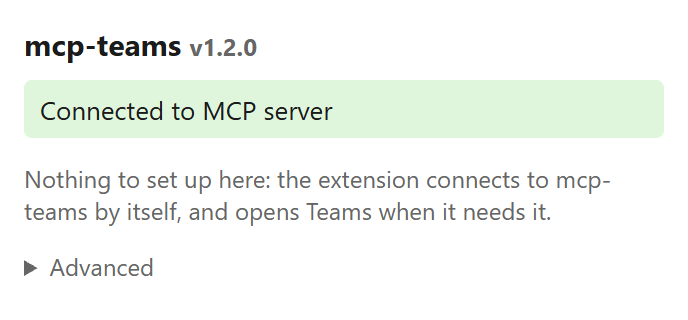 mcp-teams v1.2.0
Connected to MCP server
Nothing to set up here: the extension connects to mcp-
teams by itself, and opens Teams when it needs it.
Advanced